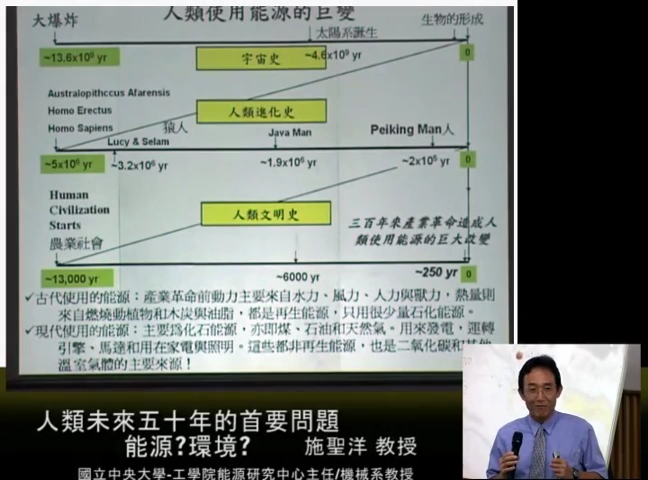 人類使用能源的巨變
大爆炸
太陽系誕生
生物的形成
~13.6x10⁹ yr
宇宙史
~4.6x10⁹ yr
0
Australopithccus Afarensis
Homo Erectus
Homo Sapiens
猿人
人類進化史
Lucy & Selam
Java Man
Peiking Man人
~5x10⁶ yr
~3.2x10⁶ yr
~1.9x10⁶ yr
~2x10⁵ yr
0
Human
Civilization
Starts
農業社會
人類文明史
三百年來產業革命造成人
類使用能源的巨大改變
~13,000 yr
~6000 yr
~250 yr
0
✓古代使用的能源：產業革命前動力主要來自水力、風力、人力與獸力，熱量則
來自燃燒動植物和木炭與油脂，都是再生能源，只用很少量石化能源。
✓現代使用的能源：主要為化石能源，亦即煤、石油和天然氣。用來發電，運轉
引擎、馬達和用在家電與照明。這些都非再生能源，也是二氧化碳和其他
溫室氣體的主要來源！
人類未來五十年的首要問題
能源?環境?
施聖洋 教授
國立中央大學-工學院能源研究中心主任/機械系教授